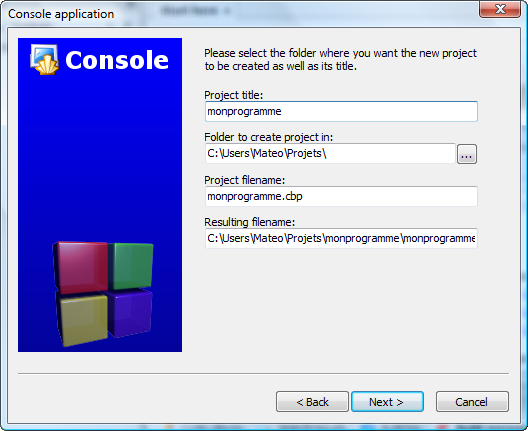 Console application
Console
Please select the folder where you want the new project
to be created as well as its title.
Project title:
monprogramme
Folder to create project in:
C:\Users\Mateo\Projets\
...
Project filename:
monprogramme.cbp
Resulting filename:
C:\Users\Mateo\Projets\monprogramme\monprogramme
< Back
Next >
Cancel